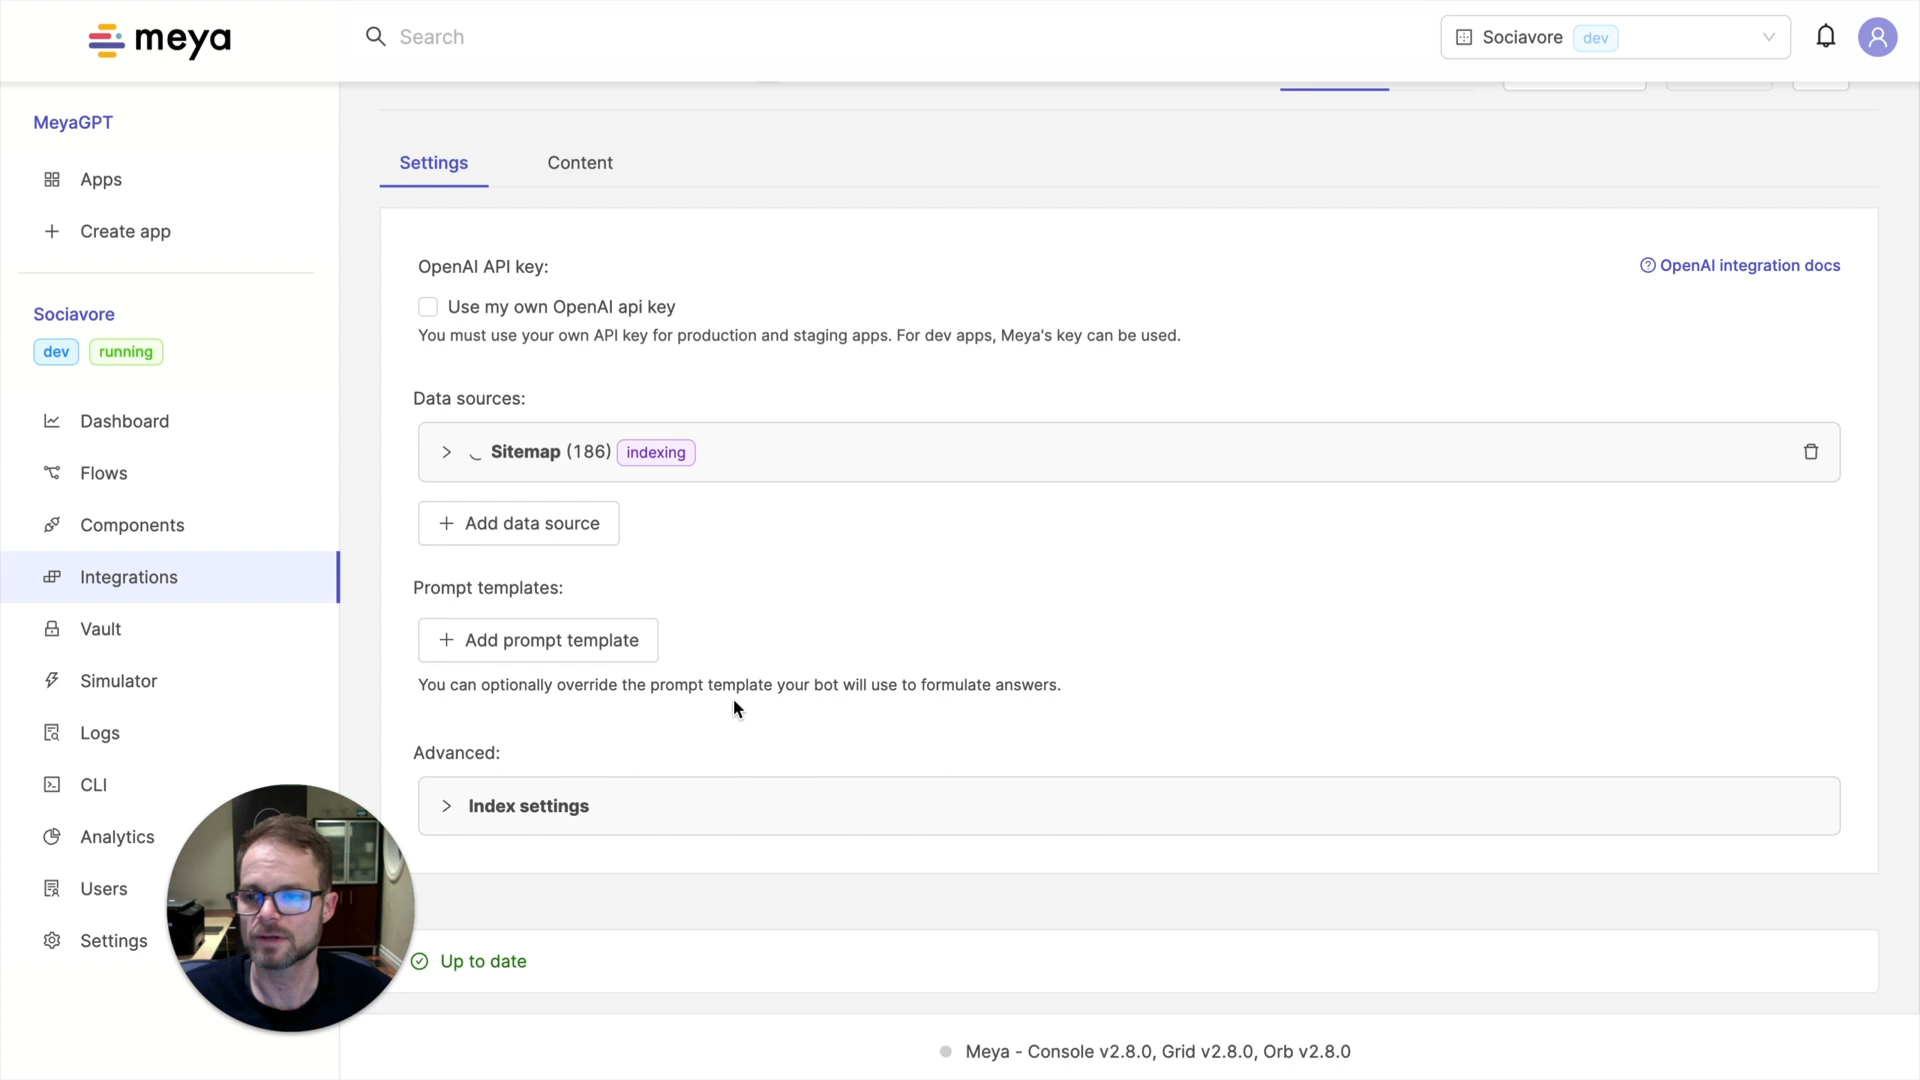 meya
Search
Sociavore dev
MeyaGPT
Apps
Create app
Sociavore
dev running
Dashboard
Flows
Components
Integrations
Vault
Simulator
Logs
CLI
Analytics
Users
Settings
Settings Content
OpenAI API key:
OpenAI integration docs
Use my own OpenAI api key
You must use your own API key for production and staging apps. For dev apps, Meya's key can be used.
Data sources:
Sitemap (186) indexing
+ Add data source
Prompt templates:
+ Add prompt template
You can optionally override the prompt template your bot will use to formulate answers.
Advanced:
Index settings
Up to date
Meya - Console v2.8.0, Grid v2.8.0, Orb v2.8.0